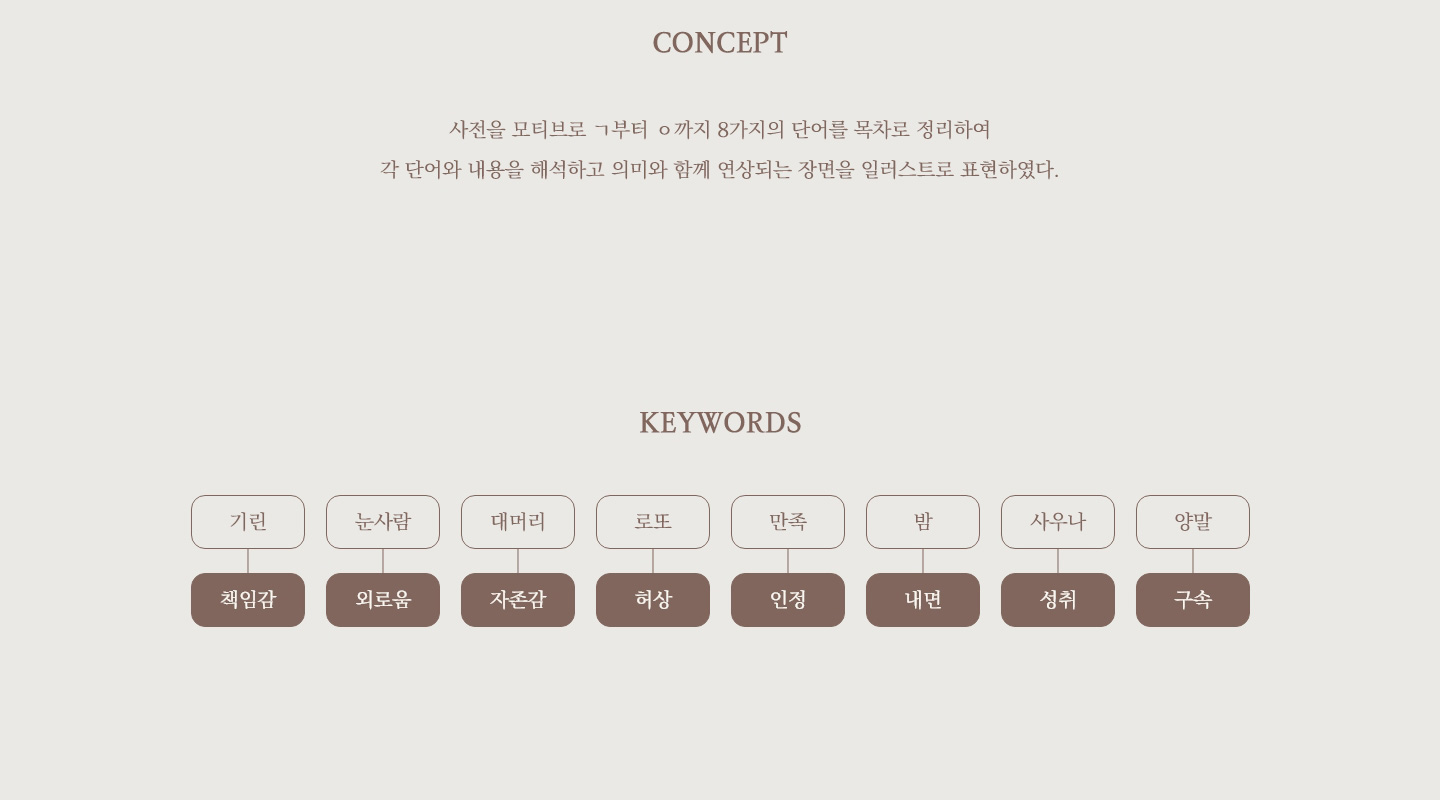 CONCEPT
사전을 모티브로 ㄱ부터 ㅇ까지 8가지의 단어를 목차로 정리하여
각 단어와 내용을 해석하고 의미와 함께 연상되는 장면을 일러스트로 표현하였다.
KEYWORDS
기린 눈사람 대머리 로또 만족 밤 사우나 양말
책임감 외로움 자존감 허상 인정 내면 성취 구속